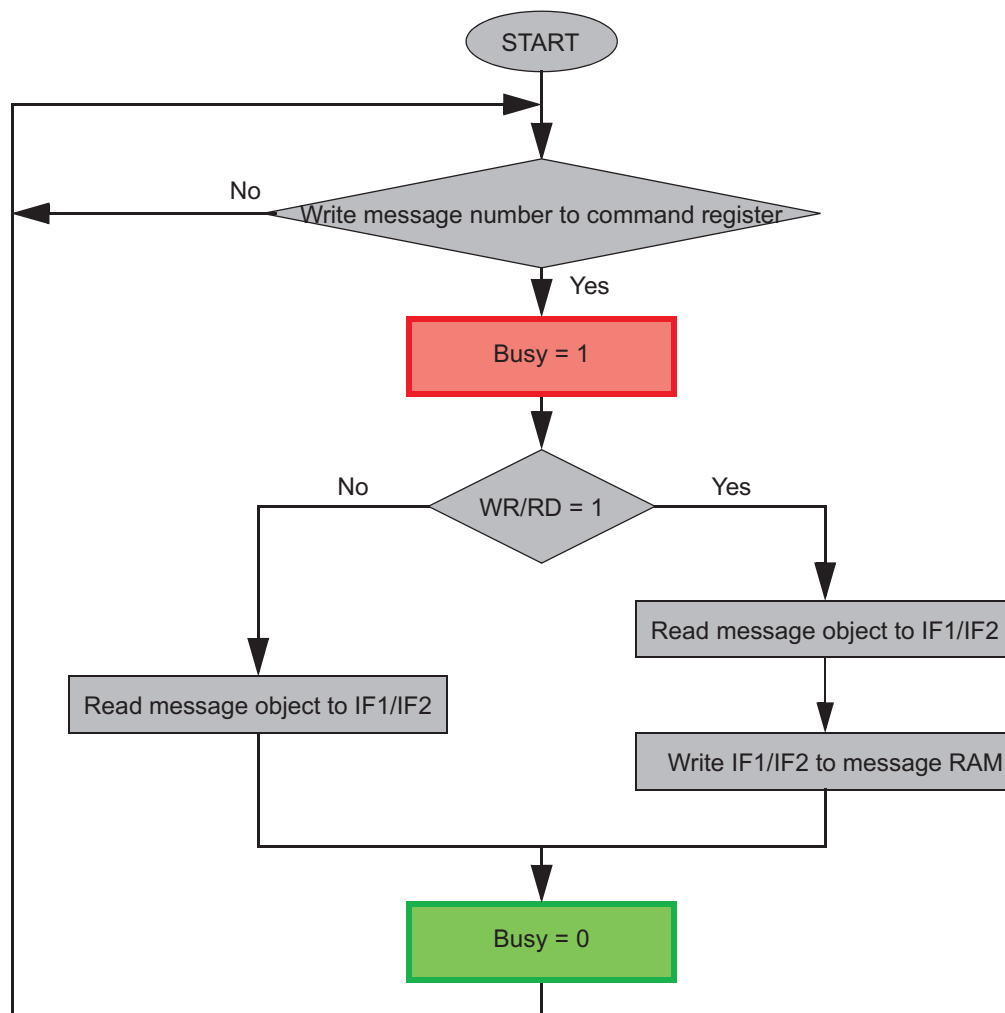 START
No
Write message number to command register
Yes
Busy = 1
No
Yes
WR/RD = 1
Read message object to IF1/IF2
Read message object to IF1/IF2
Write IF1/IF2 to message RAM
Busy = 0